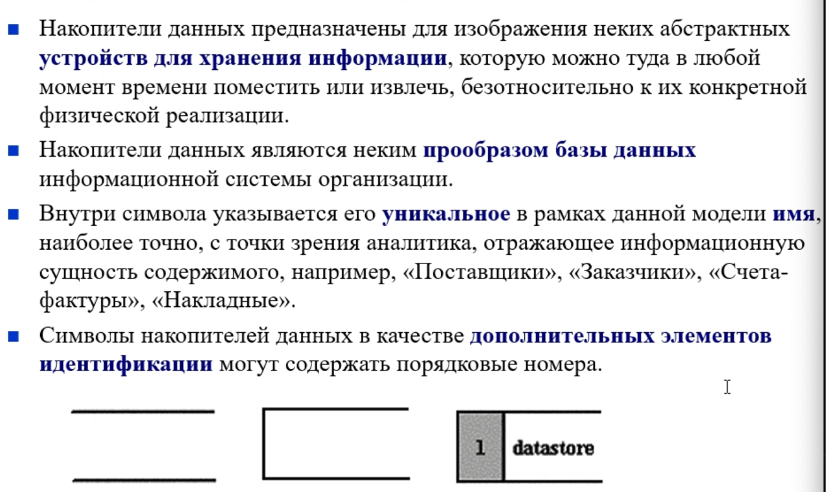 Накопители данных предназначены для изображения неких абстрактных
устройств для хранения информации, которую можно туда в любой
момент времени поместить или извлечь, безотносительно к их конкретной
физической реализации.
Накопители данных являются неким прообразом базы данных
информационной системы организации.
Внутри символа указывается его уникальное в рамках данной модели имя,
наиболее точно, с точки зрения аналитика, отражающее информационную
сущность содержимого, например, «Поставщики», «Заказчики», «Счета-
фактуры», «Накладные».
Символы накопителей данных в качестве дополнительных элементов
идентификации могут содержать порядковые номера.
1 datastore